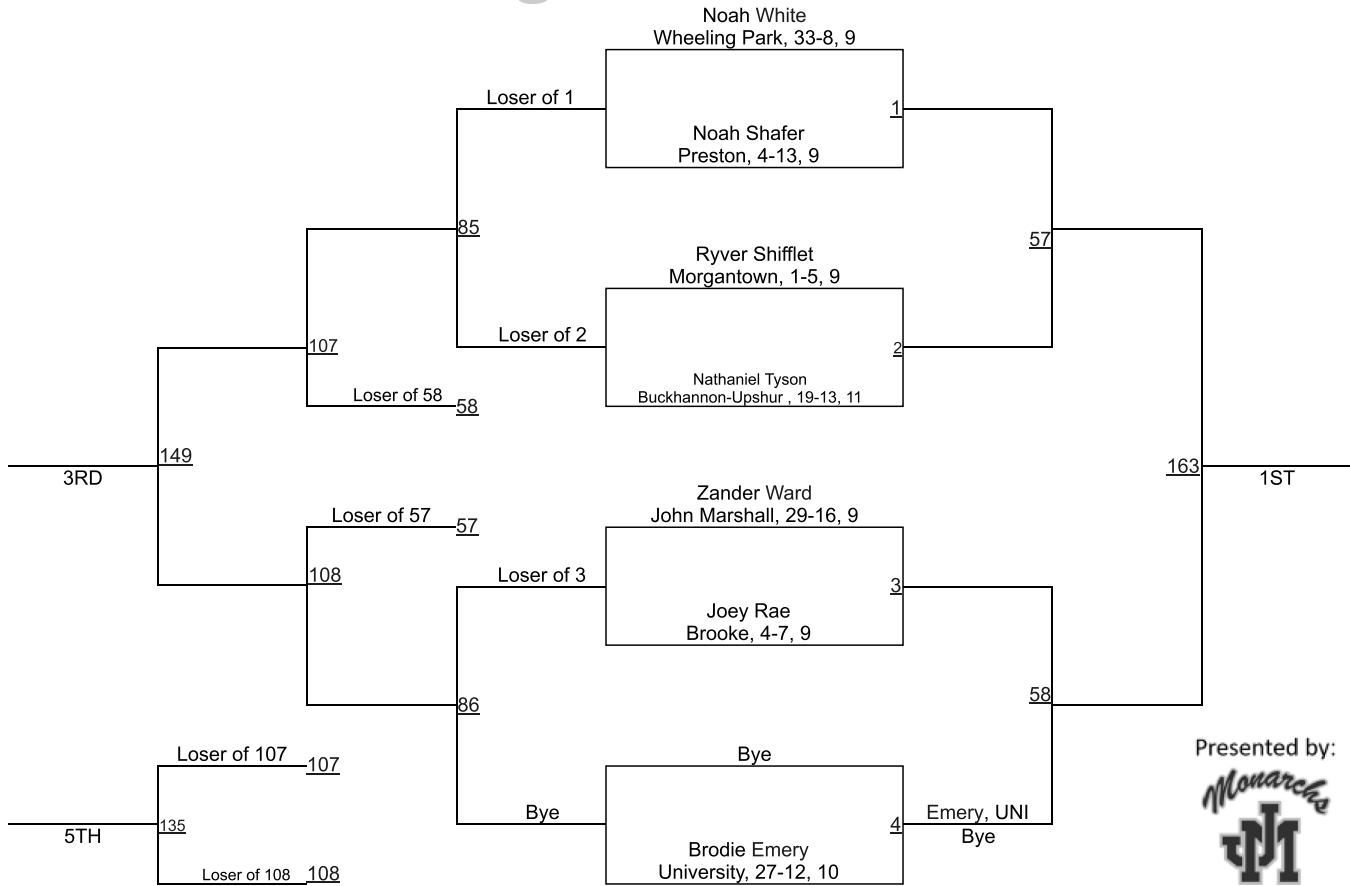 Noah White
Wheeling Park, 33-8, 9
Loser of 1
1
Noah Shafer
Preston, 4-13, 9
85
57
Ryver Shifflet
Morgantown, 1-5, 9
Loser of 2
2
107
Nathaniel Tyson
Buckhannon-Upshur , 19-13, 11
Loser of 58
58
149
3RD
163
1ST
Zander Ward
John Marshall, 29-16, 9
Loser of 57
57
108
Loser of 3
3
Joey Rae
Brooke, 4-7, 9
86
58
Loser of 107
107
Bye
Bye
Emery, UNI
Bye
4
135
5TH
Brodie Emery
University, 27-12, 10
Loser of 108
108
Presented by:
Monarchs
JM